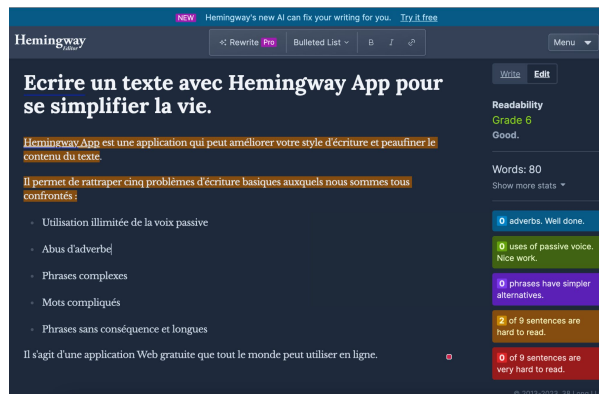 NEW Hemingway's new AI can fix your writing for you. Try it free
Hemingway
Editor
Rewrite Pro Bulleted List B I
Menu
Ecrire un texte avec Hemingway App pour
se simplifier la vie.
Hemingway App est une application qui peut améliorer votre style d'écriture et peaufiner le
contenu du texte.
Il permet de rattraper cinq problèmes d'écriture basiques auxquels nous sommes tous
confrontés :
Utilisation illimitée de la voix passive
Abus d'adverbe
Phrases complexes
Mots compliqués
Phrases sans conséquence et longues
Il s'agit d'une application Web gratuite que tout le monde peut utiliser en ligne.
Write Edit
Readability
Grade 6
Good.
Words: 80
Show more stats
0 adverbs. Well done.
0 uses of passive voice.
Nice work.
0 phrases have simpler
alternatives.
2 of 9 sentences are
hard to read.
0 of 9 sentences are
very hard to read.